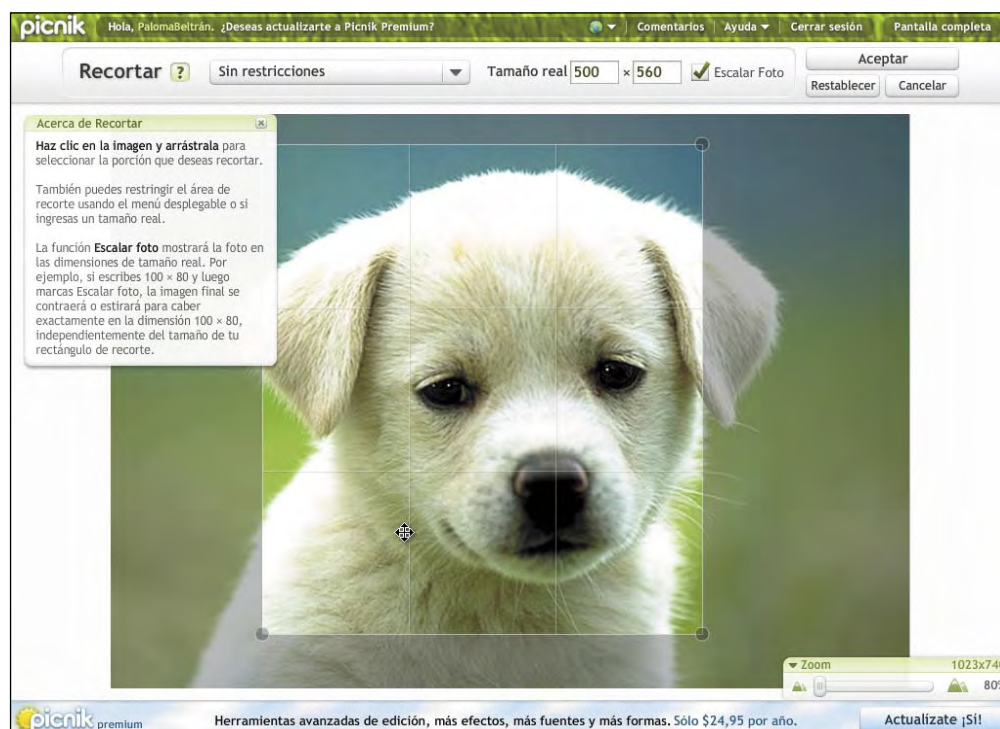 picnik Hola, PalomaBeltrán. ¿Deseas actualizarte a Picnik Premium? Comentarios Ayuda Cerrar sesión Pantalla completa
Recortar ? Sin restricciones Tamaño real 500 × 560 Escalar Foto
Aceptar
Restablecer Cancelar
Acerca de Recortar
Haz clic en la imagen y arrástrala para
seleccionar la porción que deseas recortar.
También puedes restringir el área de
recorte usando el menú desplegable o si
ingresas un tamaño real.
La función Escalar foto mostrará la foto en
las dimensiones de tamaño real. Por
ejemplo, si escribes 100 × 80 y luego
marcas Escalar foto, la imagen final se
contraerá o estirará para caber
exactamente en la dimensión 100 × 80,
independientemente del tamaño de tu
rectángulo de recorte.
Zoom 1023x740
80%
picnik premium Herramientas avanzadas de edición, más efectos, más fuentes y más formas. Sólo $24,95 por año. Actualízate ¡Sí!